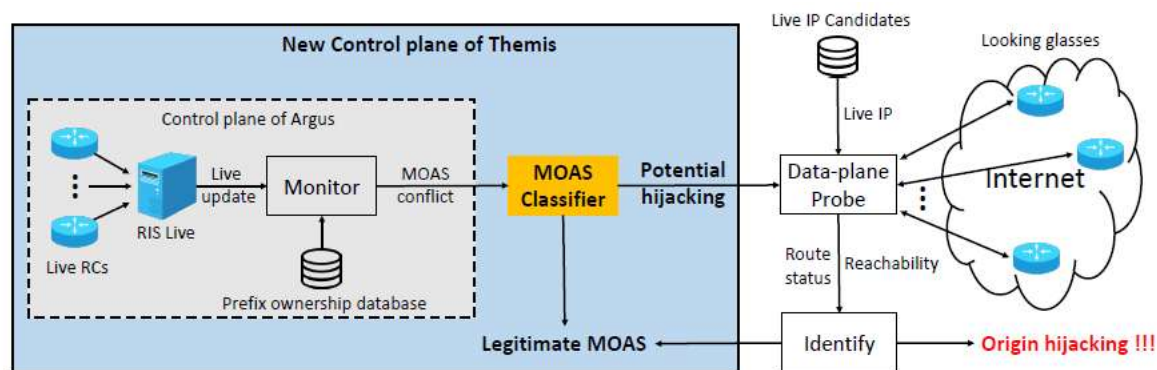 New Control plane of Themis
Control plane of Argus
Live RCs
RIS Live
Live
update
Monitor
Prefix ownership database
MOAS
conflict
MOAS
Classifier
Potential
hijacking
Legitimate MOAS
Live IP Candidates
Live IP
Data-plane
Probe
Looking glasses
Internet
Route
status
Reachability
Identify
Origin hijacking !!!